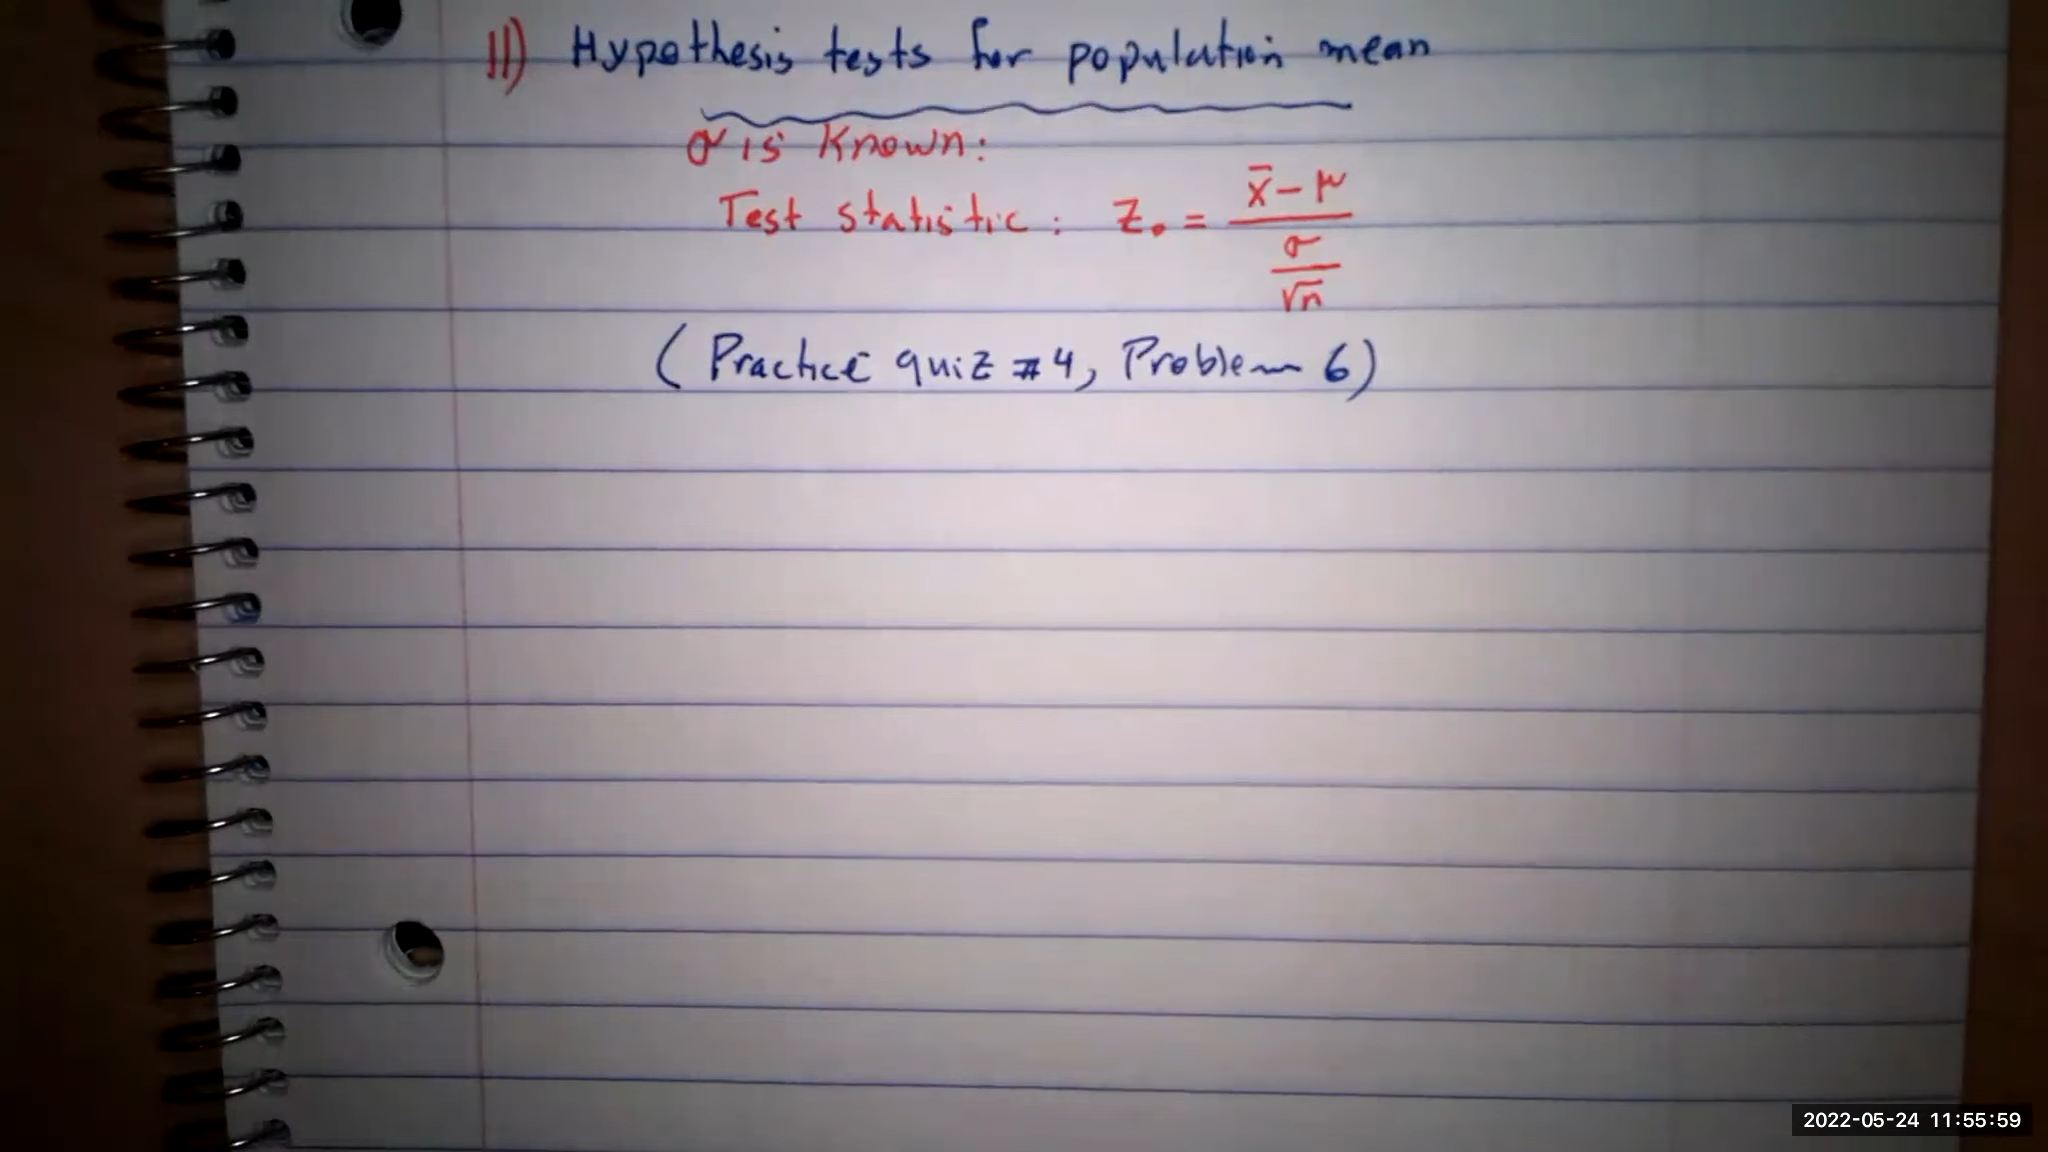 11) Hypothesis tests for population mean
σ is Known:
Test statistic: z₀ = (x̄ - μ) / (σ / √n)
(Practice quiz #4, Problem 6)
2022-05-24 11:55:59